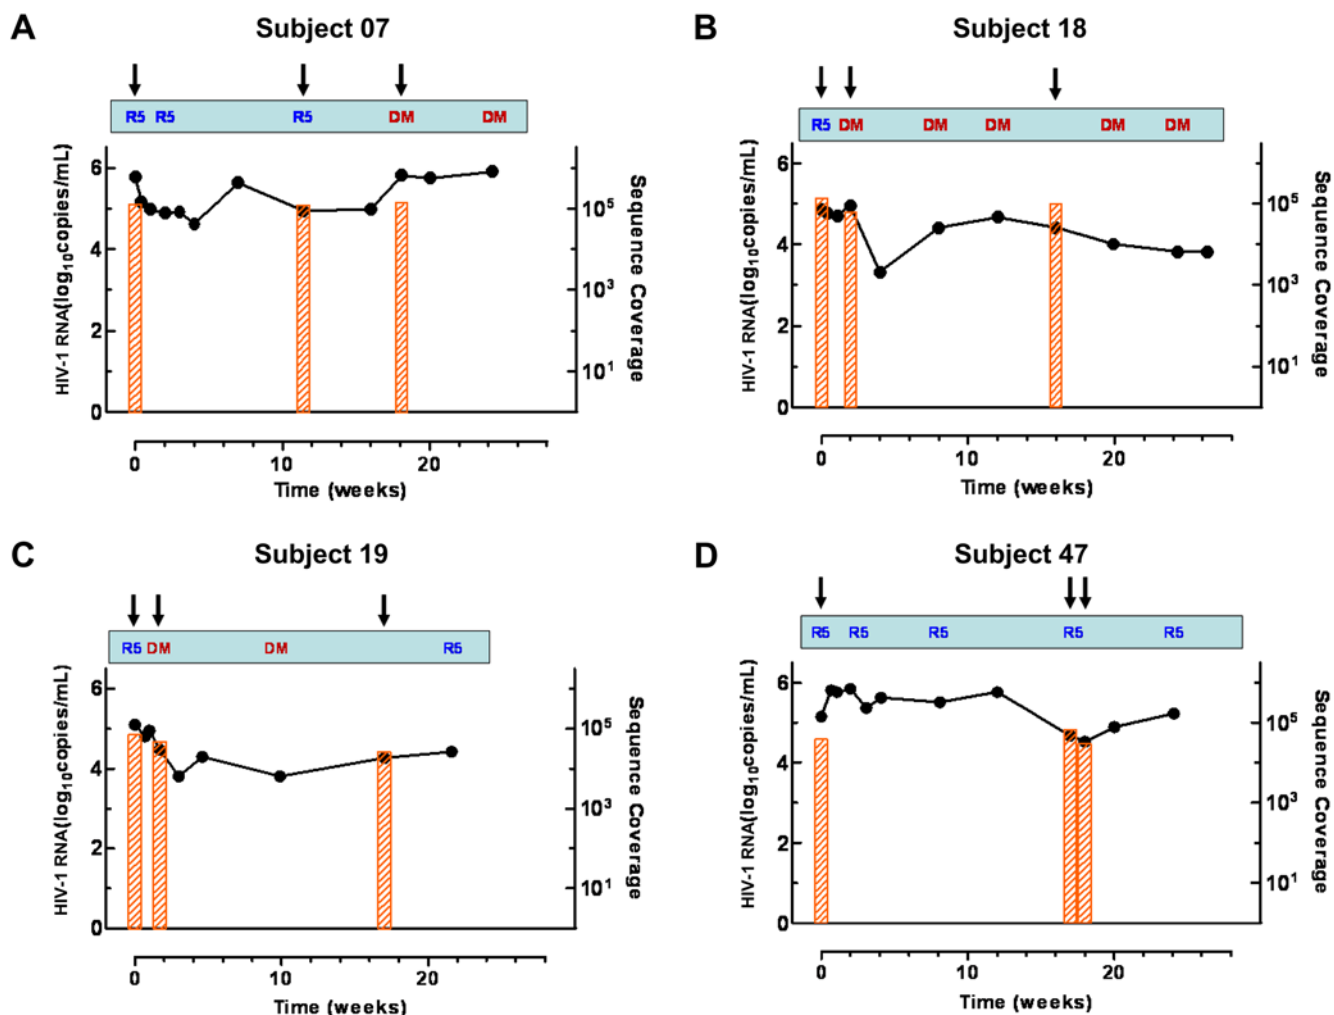 A
Subject 07
R5 R5 R5 DM DM
HIV-1 RNA(log10copies/mL)
6
4
2
0
10^5
10^3
10^1
Sequence Coverage
0 10 20
Time (weeks)
B
Subject 18
R5 DM DM DM DM DM
HIV-1 RNA(log10copies/mL)
6
4
2
0
10^5
10^3
10^1
Sequence Coverage
0 10 20
Time (weeks)
C
Subject 19
R5 DM DM R5
HIV-1 RNA(log10copies/mL)
6
4
2
0
10^5
10^3
10^1
Sequence Coverage
0 10 20
Time (weeks)
D
Subject 47
R5 R5 R5 R5 R5
HIV-1 RNA(log10copies/mL)
6
4
2
0
10^5
10^3
10^1
Sequence Coverage
0 10 20
Time (weeks)